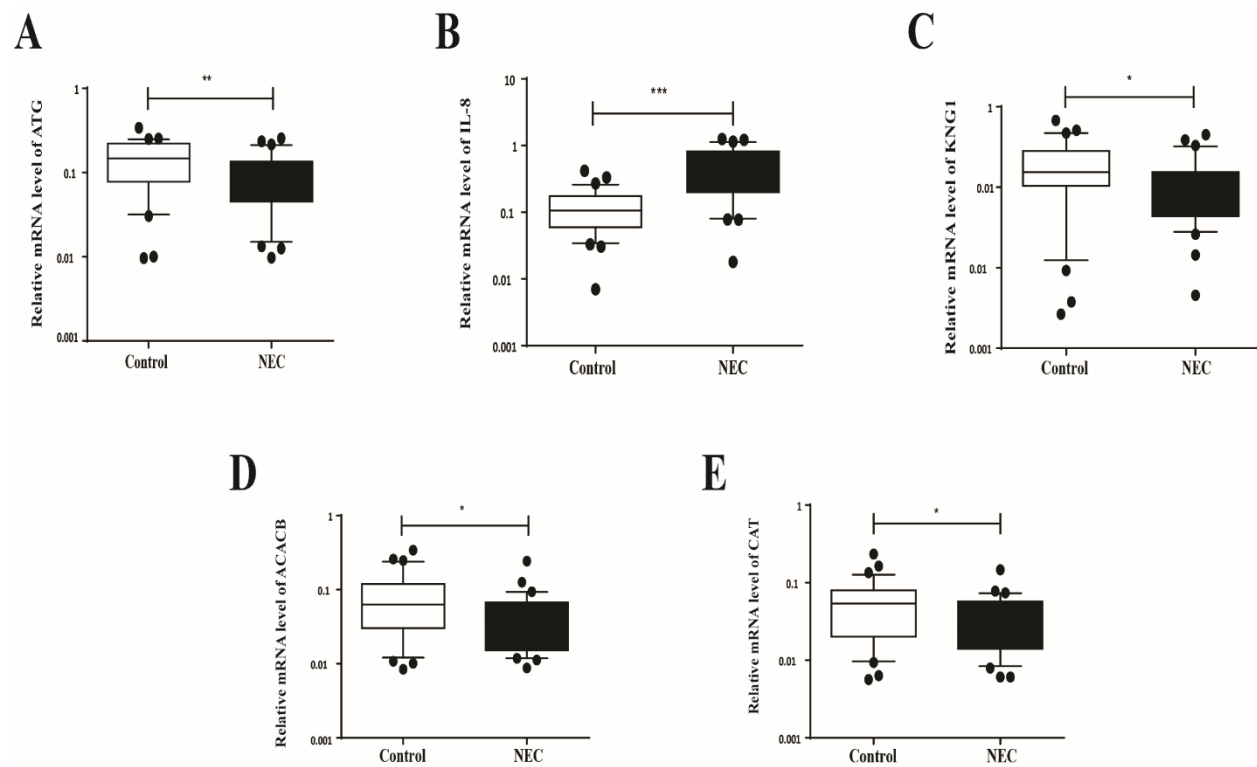 A
Relative mRNA level of ATG
**
1
0.1
0.01
0.001
Control
NEC
B
Relative mRNA level of IL-8
***
10
1
0.1
0.01
0.001
Control
NEC
C
Relative mRNA level of KNG1
*
1
0.01
0.01
0.001
Control
NEC
D
Relative mRNA level of ACACB
*
1
0.1
0.01
0.001
Control
NEC
E
Relative mRNA level of CAT
*
1
0.1
0.01
0.001
Control
NEC